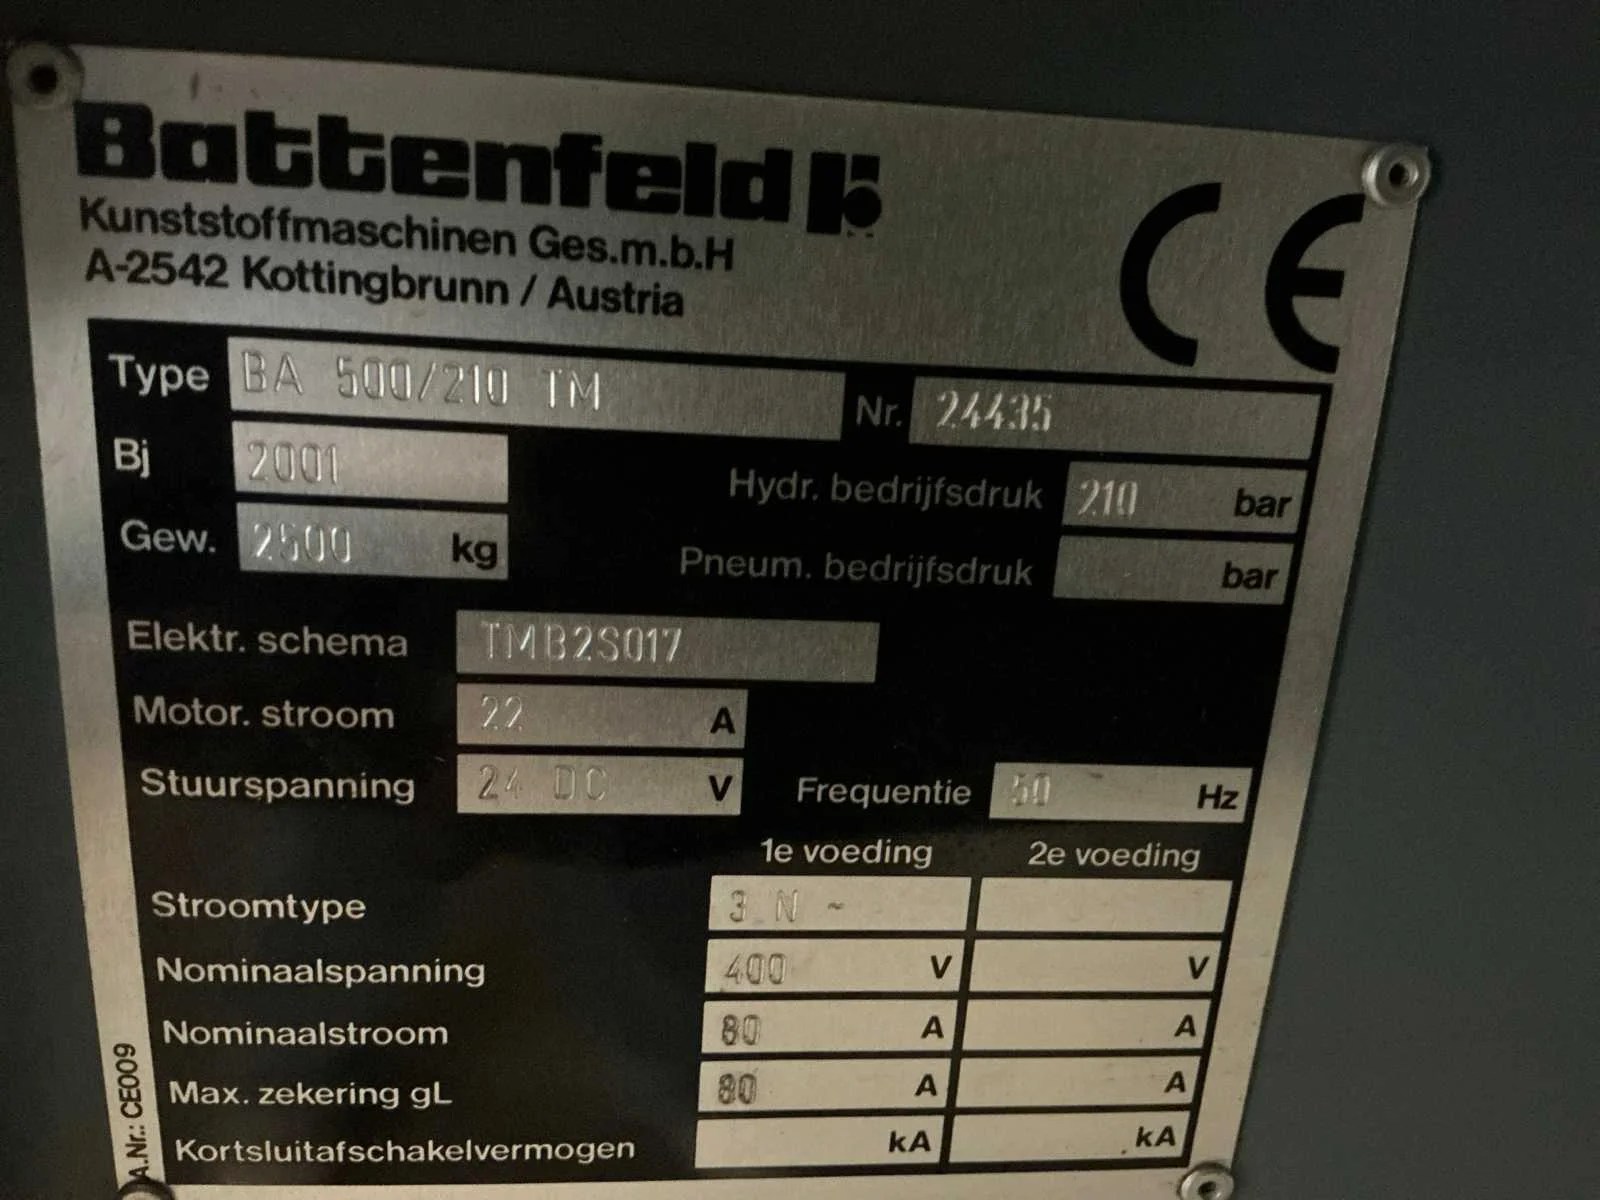 Battenfeld
Kunststoffmaschinen Ges.m.b.H
A-2542 Kottingbrunn / Austria
CE
Type BA 500/210 TM Nr. 24435
Bj 2001
Hydr. bedrijfsdruk 210 bar
Gew. 2500 kg
Pneum. bedrijfsdruk bar
Elektr. schema TMB2S017
Motor. stroom 22 A
Stuurspanning 24 DC V Frequentie 50 Hz
1e voeding 2e voeding
Stroomtype 3 N ~
Nominaalspanning 400 V V
Nominaalstroom 80 A A
Max. zekering gL 80 A A
Kortsluitafschakelvermogen kA kA
A.Nr.: CE009